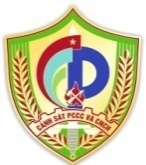 CẢNH SÁT PCCC VÀ CNCH